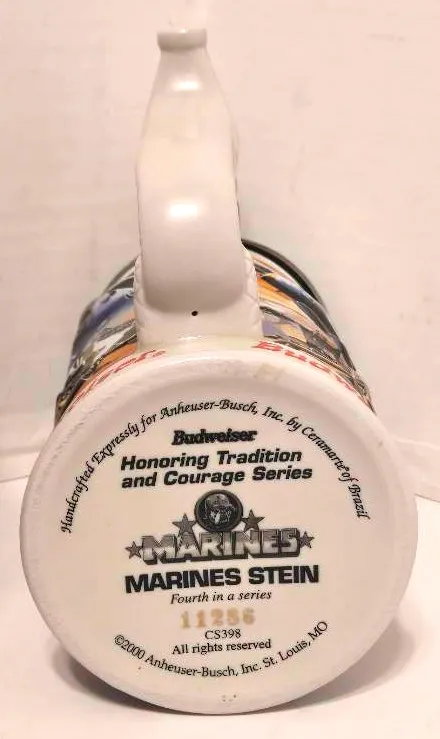 Handcrafted Expressly for Anheuser-Busch, Inc. by Ceramarte of Brazil
Budweiser
Honoring Tradition
and Courage Series
MARINES
MARINES STEIN
Fourth in a series
11286
CS398
All rights reserved
©2000 Anheuser-Busch, Inc. St. Louis, MO